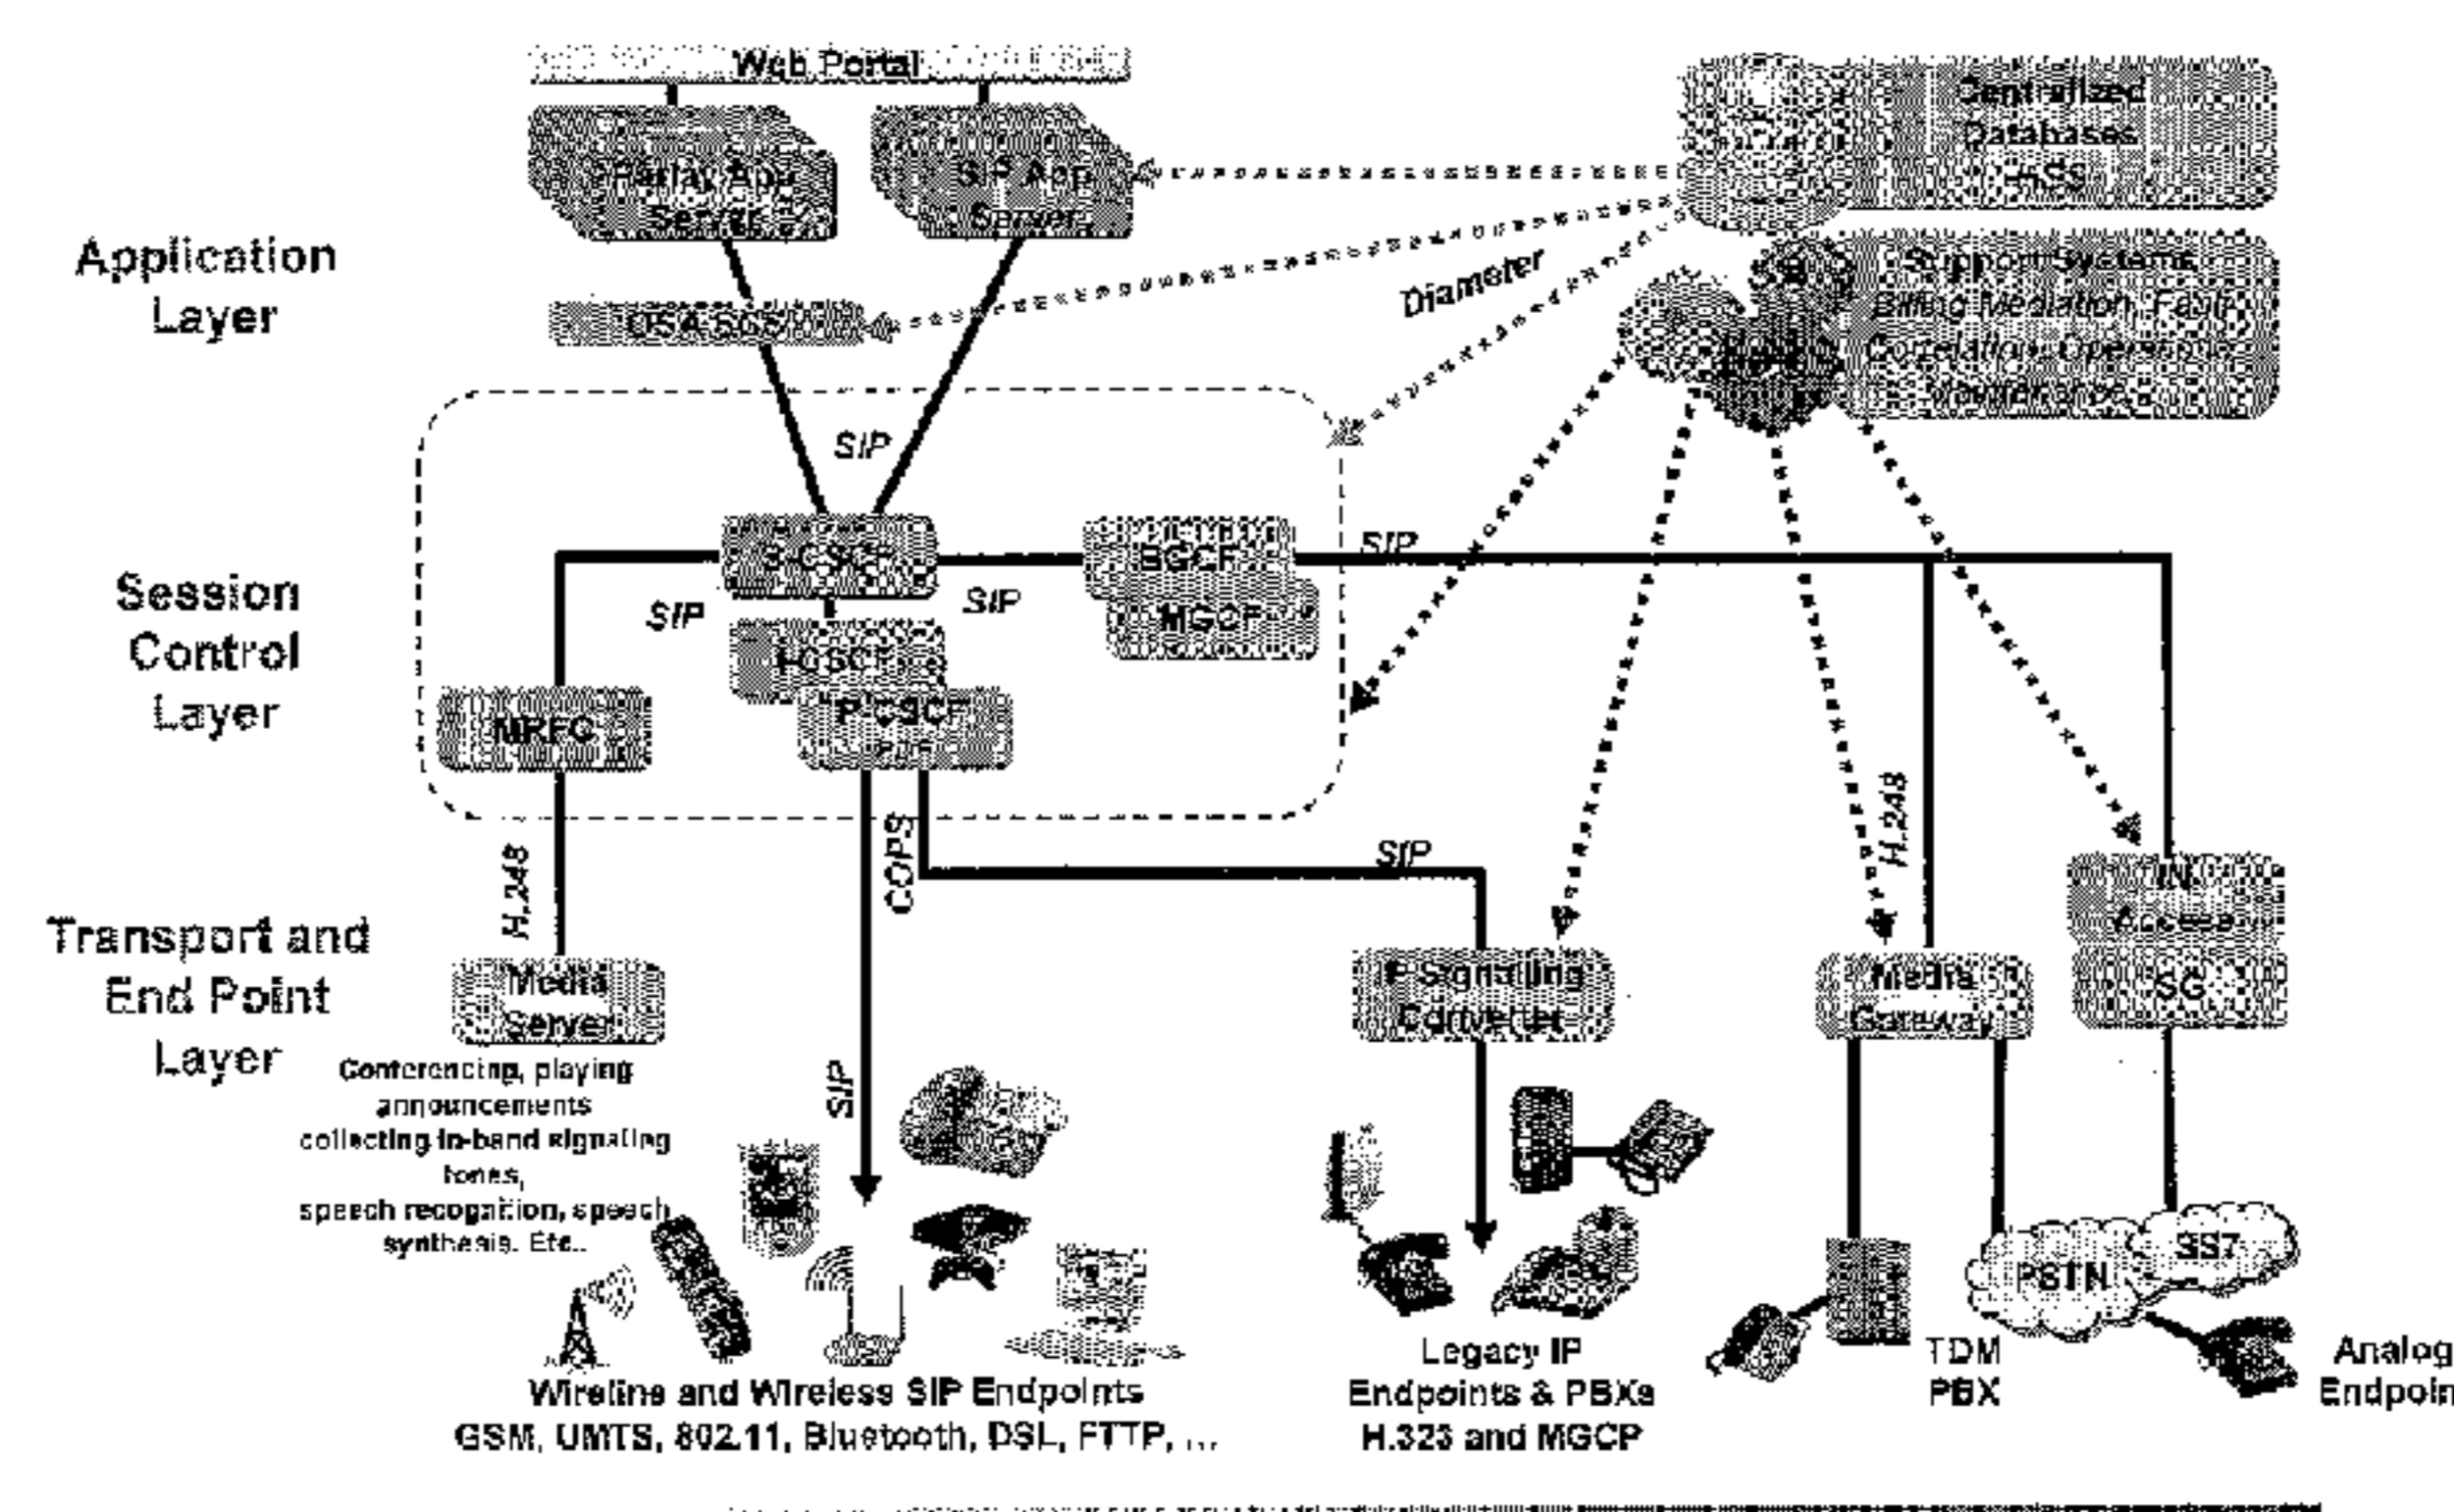 Web Portal
Centralized
Databases
Parlay App
Server
SIP App
Server
Application
Layer
Diameter
Support Systems
Billing Mediation, Fault
Correlation, Operations
Maintenance
OSA SCS
SIP
S-CSCF
BGCF
SIP
SIP
SIP
MGCF
Session
Control
Layer
I-CSCF
P-CSCF
MRFC
H.248
COPS
SIP
H.248
IN
Access
Transport and
End Point
Layer
Media
Server
IP Signalling
Converter
Media
Gateway
SG
Conferencing, playing
announcements
collecting in-band signaling
tones,
speech recognition, speech
synthesis. Etc..
SIP
SS7
PSTN
Wireline and Wireless SIP Endpoints
GSM, UMTS, 802.11, Bluetooth, DSL, FTTP, ...
Legacy IP
Endpoints & PBXs
H.323 and MGCP
TDM
PBX
Analog
Endpoin